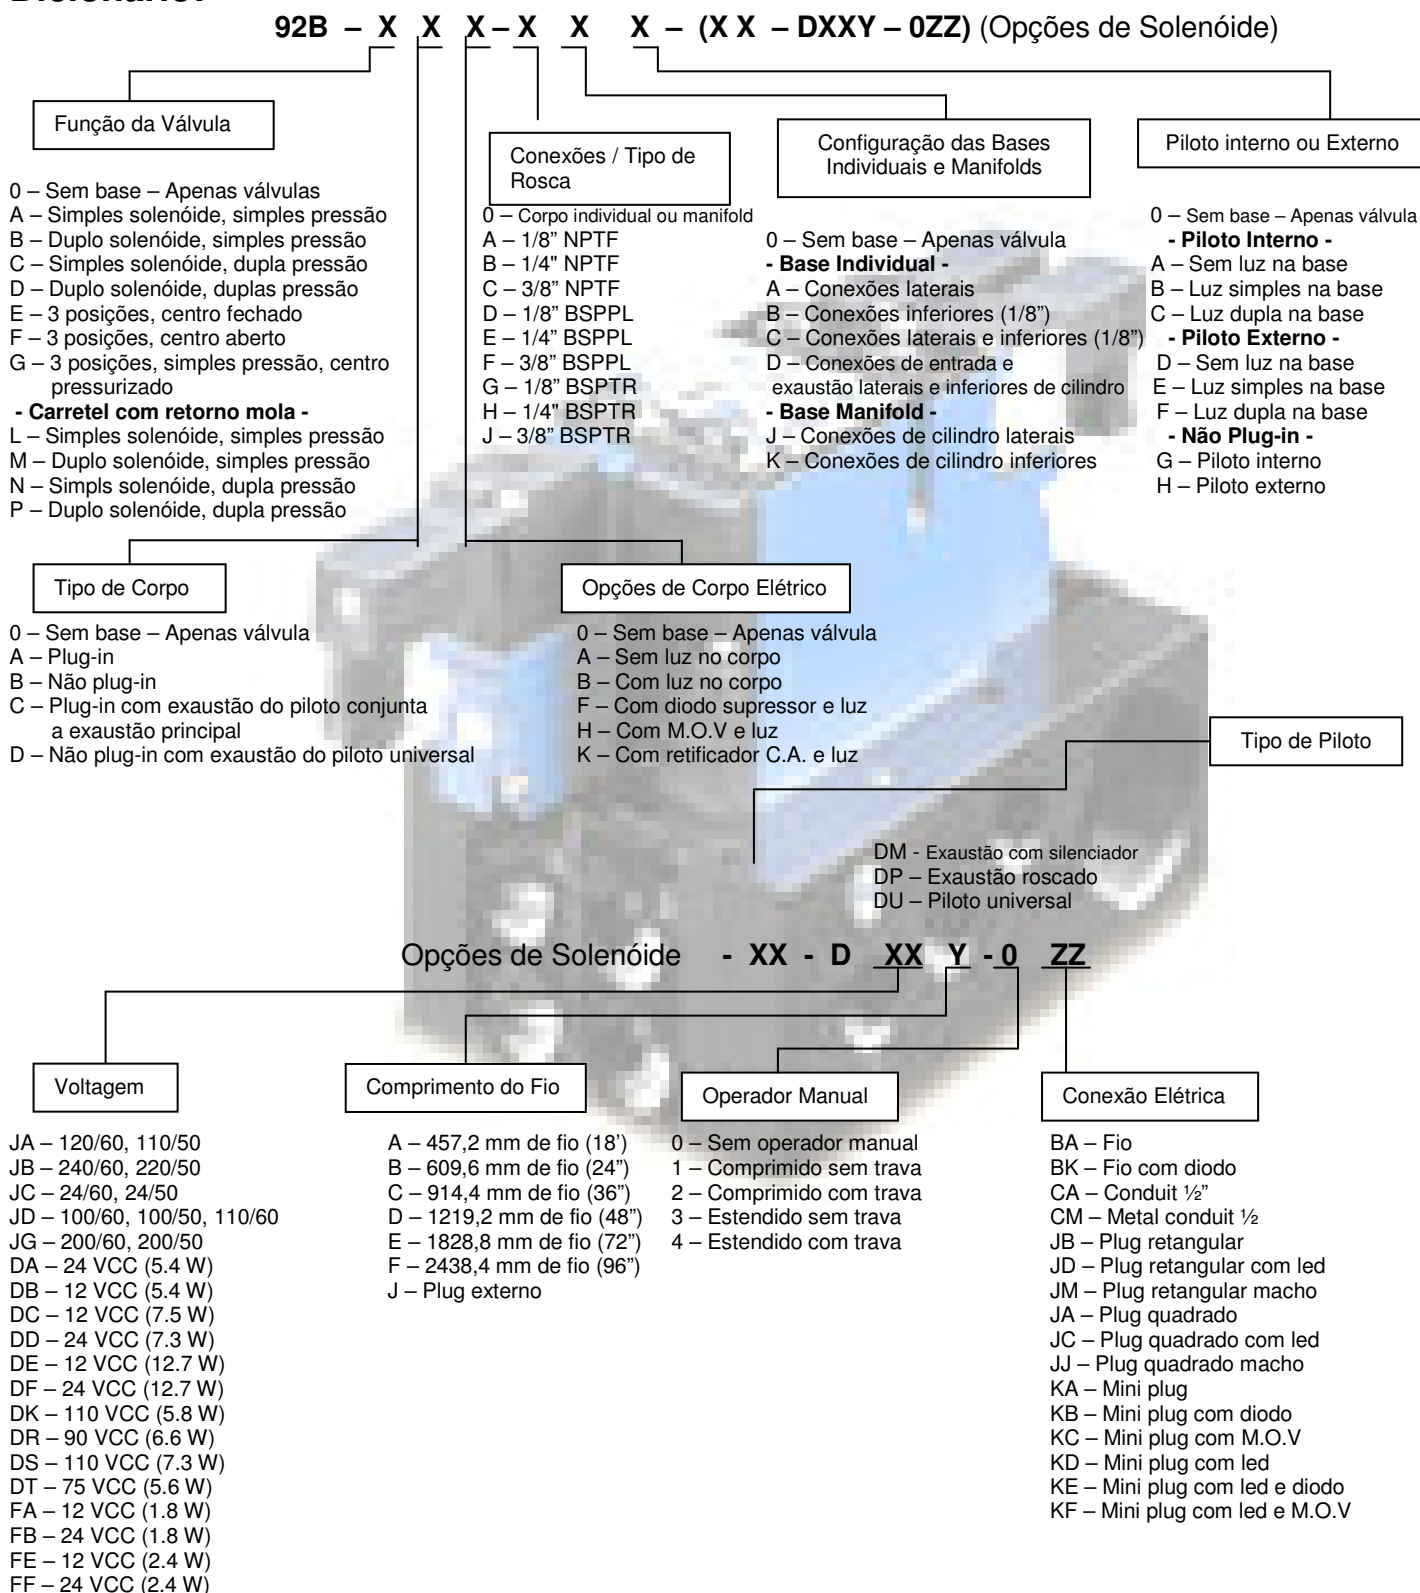 Dicionário:
92B – X X X – X X X – (X X – DXXY – 0ZZ) (Opções de Solenóide)
Função da Válvula
0 – Sem base – Apenas válvulas
A – Simples solenóide, simples pressão
B – Duplo solenóide, simples pressão
C – Simples solenóide, dupla pressão
D – Duplo solenóide, duplas pressão
E – 3 posições, centro fechado
F – 3 posições, centro aberto
G – 3 posições, simples pressão, centro
pressurizado
- Carretel com retorno mola -
L – Simples solenóide, simples pressão
M – Duplo solenóide, simples pressão
N – Simpls solenóide, dupla pressão
P – Duplo solenóide, dupla pressão
Conexões / Tipo de
Rosca
0 – Corpo individual ou manifold
A – 1/8” NPTF
B – 1/4" NPTF
C – 3/8” NPTF
D – 1/8” BSPPL
E – 1/4” BSPPL
F – 3/8” BSPPL
G – 1/8” BSPTR
H – 1/4" BSPTR
J – 3/8” BSPTR
Configuração das Bases
Individuais e Manifolds
0 – Sem base – Apenas válvula
- Base Individual -
A – Conexões laterais
B – Conexões inferiores (1/8”)
C – Conexões laterais e inferiores (1/8”)
D – Conexões de entrada e
exaustão laterais e inferiores de cilindro
- Base Manifold -
J – Conexões de cilindro laterais
K – Conexões de cilindro inferiores
Piloto interno ou Externo
0 – Sem base – Apenas válvula
- Piloto Interno -
A – Sem luz na base
B – Luz simples na base
C – Luz dupla na base
- Piloto Externo -
D – Sem luz na base
E – Luz simples na base
F – Luz dupla na base
- Não Plug-in -
G – Piloto interno
H – Piloto externo
Tipo de Corpo
0 – Sem base – Apenas válvula
A – Plug-in
B – Não plug-in
C – Plug-in com exaustão do piloto conjunta
a exaustão principal
D – Não plug-in com exaustão do piloto universal
Opções de Corpo Elétrico
0 – Sem base – Apenas válvula
A – Sem luz no corpo
B – Com luz no corpo
F – Com diodo supressor e luz
H – Com M.O.V e luz
K – Com retificador C.A. e luz
Tipo de Piloto
DM - Exaustão com silenciador
DP – Exaustão roscado
DU – Piloto universal
Opções de Solenóide - XX - D XX Y - 0 ZZ
Voltagem
JA – 120/60, 110/50
JB – 240/60, 220/50
JC – 24/60, 24/50
JD – 100/60, 100/50, 110/60
JG – 200/60, 200/50
DA – 24 VCC (5.4 W)
DB – 12 VCC (5.4 W)
DC – 12 VCC (7.5 W)
DD – 24 VCC (7.3 W)
DE – 12 VCC (12.7 W)
DF – 24 VCC (12.7 W)
DK – 110 VCC (5.8 W)
DR – 90 VCC (6.6 W)
DS – 110 VCC (7.3 W)
DT – 75 VCC (5.6 W)
FA – 12 VCC (1.8 W)
FB – 24 VCC (1.8 W)
FE – 12 VCC (2.4 W)
FF – 24 VCC (2.4 W)
Comprimento do Fio
A – 457,2 mm de fio (18’)
B – 609,6 mm de fio (24”)
C – 914,4 mm de fio (36”)
D – 1219,2 mm de fio (48”)
E – 1828,8 mm de fio (72”)
F – 2438,4 mm de fio (96”)
J – Plug externo
Operador Manual
0 – Sem operador manual
1 – Comprimido sem trava
2 – Comprimido com trava
3 – Estendido sem trava
4 – Estendido com trava
Conexão Elétrica
BA – Fio
BK – Fio com diodo
CA – Conduit ½”
CM – Metal conduit ½
JB – Plug retangular
JD – Plug retangular com led
JM – Plug retangular macho
JA – Plug quadrado
JC – Plug quadrado com led
JJ – Plug quadrado macho
KA – Mini plug
KB – Mini plug com diodo
KC – Mini plug com M.O.V
KD – Mini plug com led
KE – Mini plug com led e diodo
KF – Mini plug com led e M.O.V